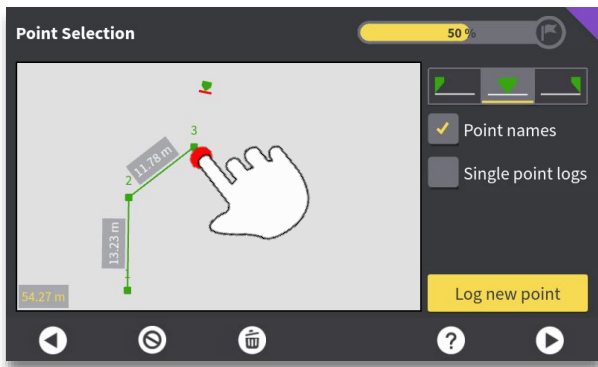 Point Selection
50 %
3
11.78 m
2
13.23 m
1
54.27 m
Point names
Single point logs
Log new point
?